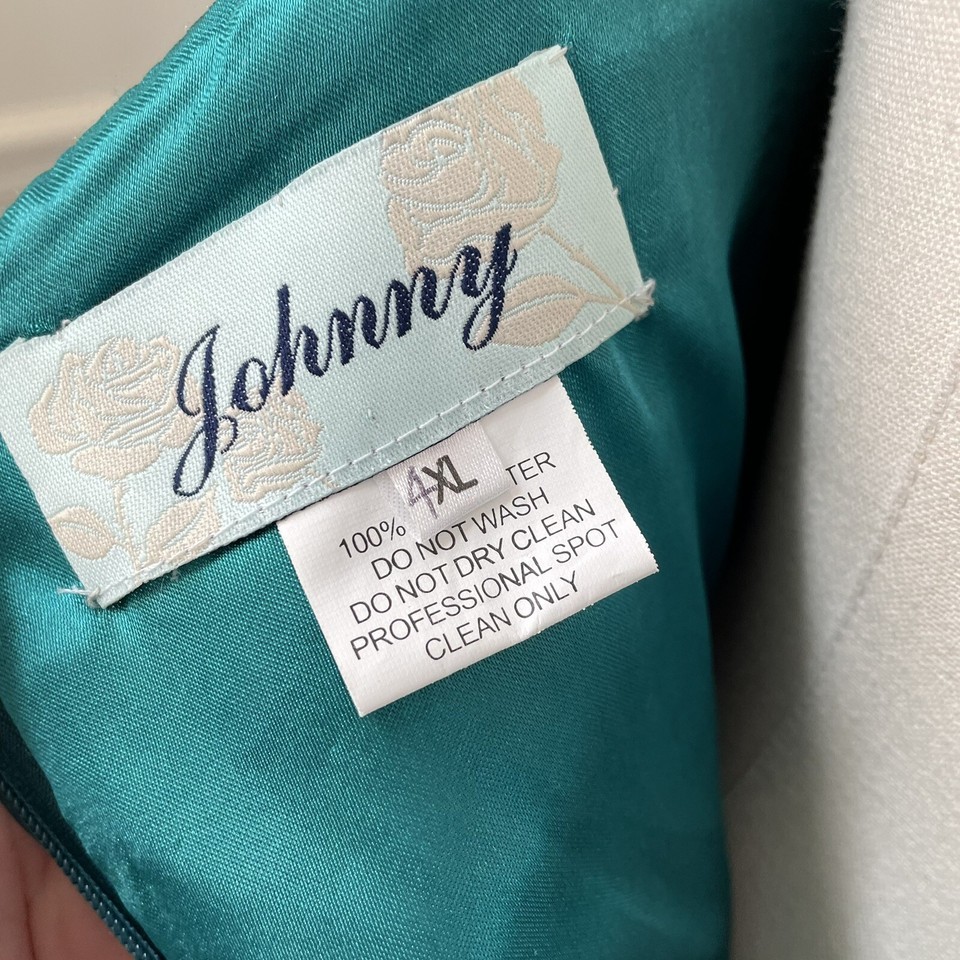 Johnny
4XL
100% TER
DO NOT WASH
DO NOT DRY CLEAN
PROFESSIONAL SPOT
CLEAN ONLY